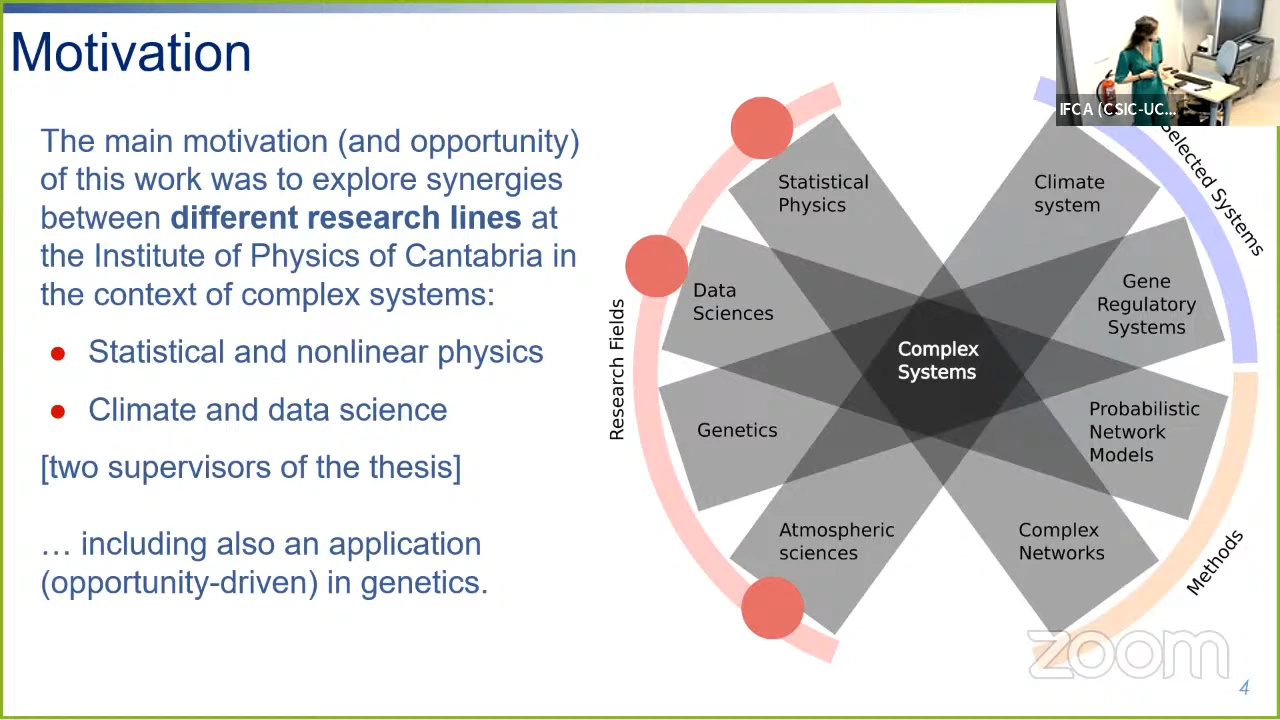 Motivation
The main motivation (and opportunity)
of this work was to explore synergies
between different research lines at
the Institute of Physics of Cantabria in
the context of complex systems:
● Statistical and nonlinear physics
● Climate and data science
[two supervisors of the thesis]
… including also an application
(opportunity-driven) in genetics.
IFCA (CSIC-UC...
Research Fields
Selected Systems
Methods
Statistical
Physics
Data
Sciences
Genetics
Atmospheric
sciences
Complex
Systems
Climate
system
Gene
Regulatory
Systems
Probabilistic
Network
Models
Complex
Networks
zoom
4